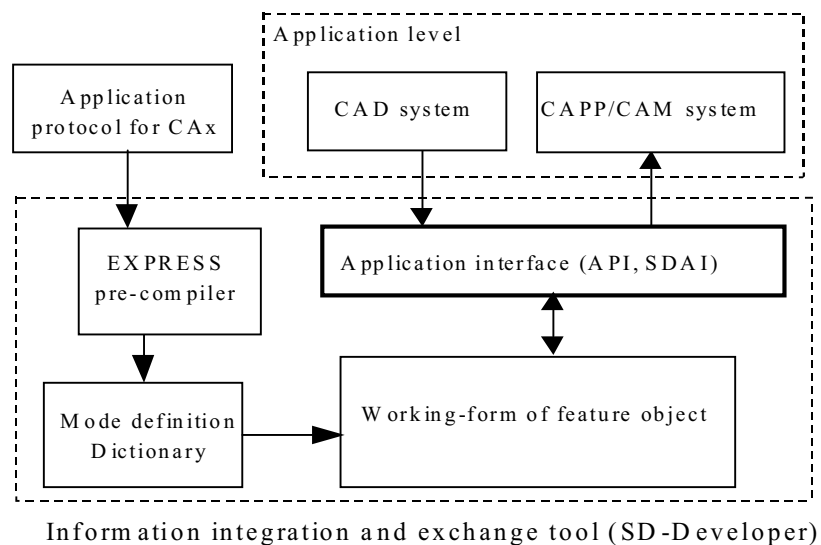 Application level
Application
protocol for CAx
CAD system
CAPP/CAM system
EXPRESS
pre-compiler
Application interface (API, SDAI)
Mode definition
Dictionary
Working-form of feature object
Information integration and exchange tool (SD-Developer)